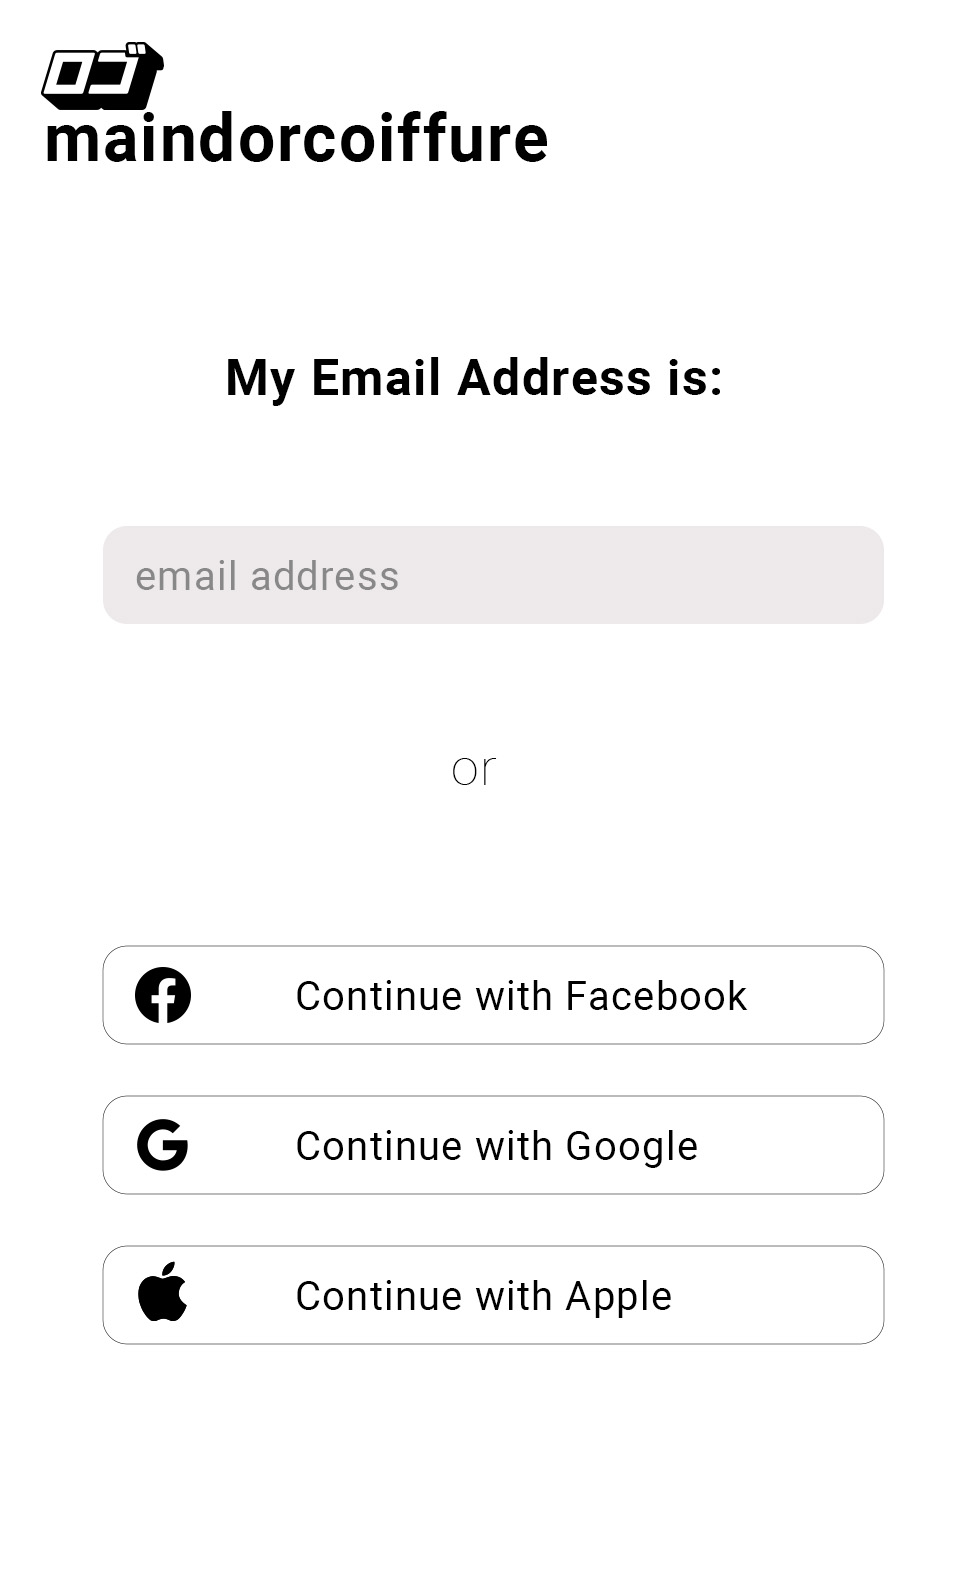 maindorcoiffure
My Email Address is:
email address
or
Continue with Facebook
Continue with Google
Continue with Apple